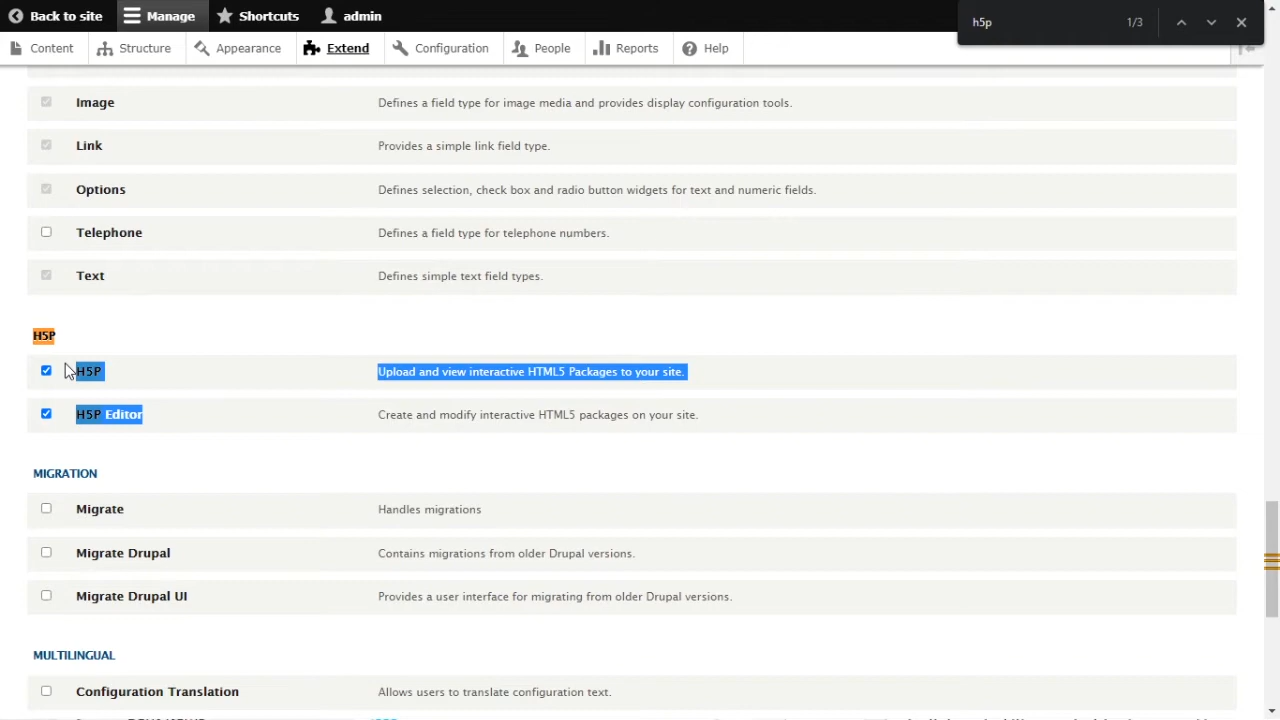 Back to site Manage Shortcuts admin
h5p 1/3
Content Structure Appearance Extend Configuration People Reports Help
Image Defines a field type for image media and provides display configuration tools.
Link Provides a simple link field type.
Options Defines selection, check box and radio button widgets for text and numeric fields.
Telephone Defines a field type for telephone numbers.
Text Defines simple text field types.
H5P
H5P Upload and view interactive HTML5 Packages to your site.
H5P Editor Create and modify interactive HTML5 packages on your site.
MIGRATION
Migrate Handles migrations
Migrate Drupal Contains migrations from older Drupal versions.
Migrate Drupal UI Provides a user interface for migrating from older Drupal versions.
MULTILINGUAL
Configuration Translation Allows users to translate configuration text.